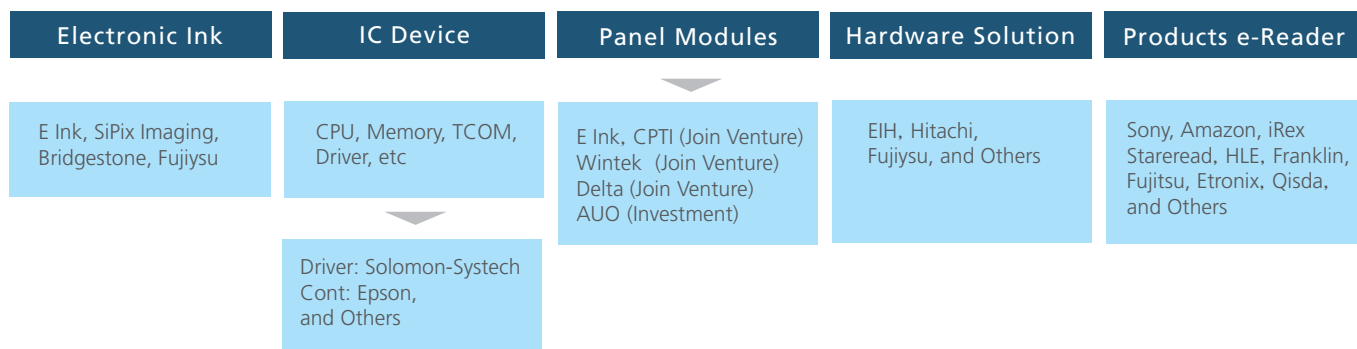 Electronic Ink
IC Device
Panel Modules
Hardware Solution
Products e-Reader
E Ink, SiPix Imaging,
Bridgestone, Fujiysu
CPU, Memory, TCOM,
Driver, etc
Driver: Solomon-Systech
Cont: Epson,
and Others
E Ink, CPTI (Join Venture)
Wintek (Join Venture)
Delta (Join Venture)
AUO (Investment)
EIH, Hitachi,
Fujiysu, and Others
Sony, Amazon, iRex
Stareread, HLE, Franklin,
Fujitsu, Etronix, Qisda,
and Others